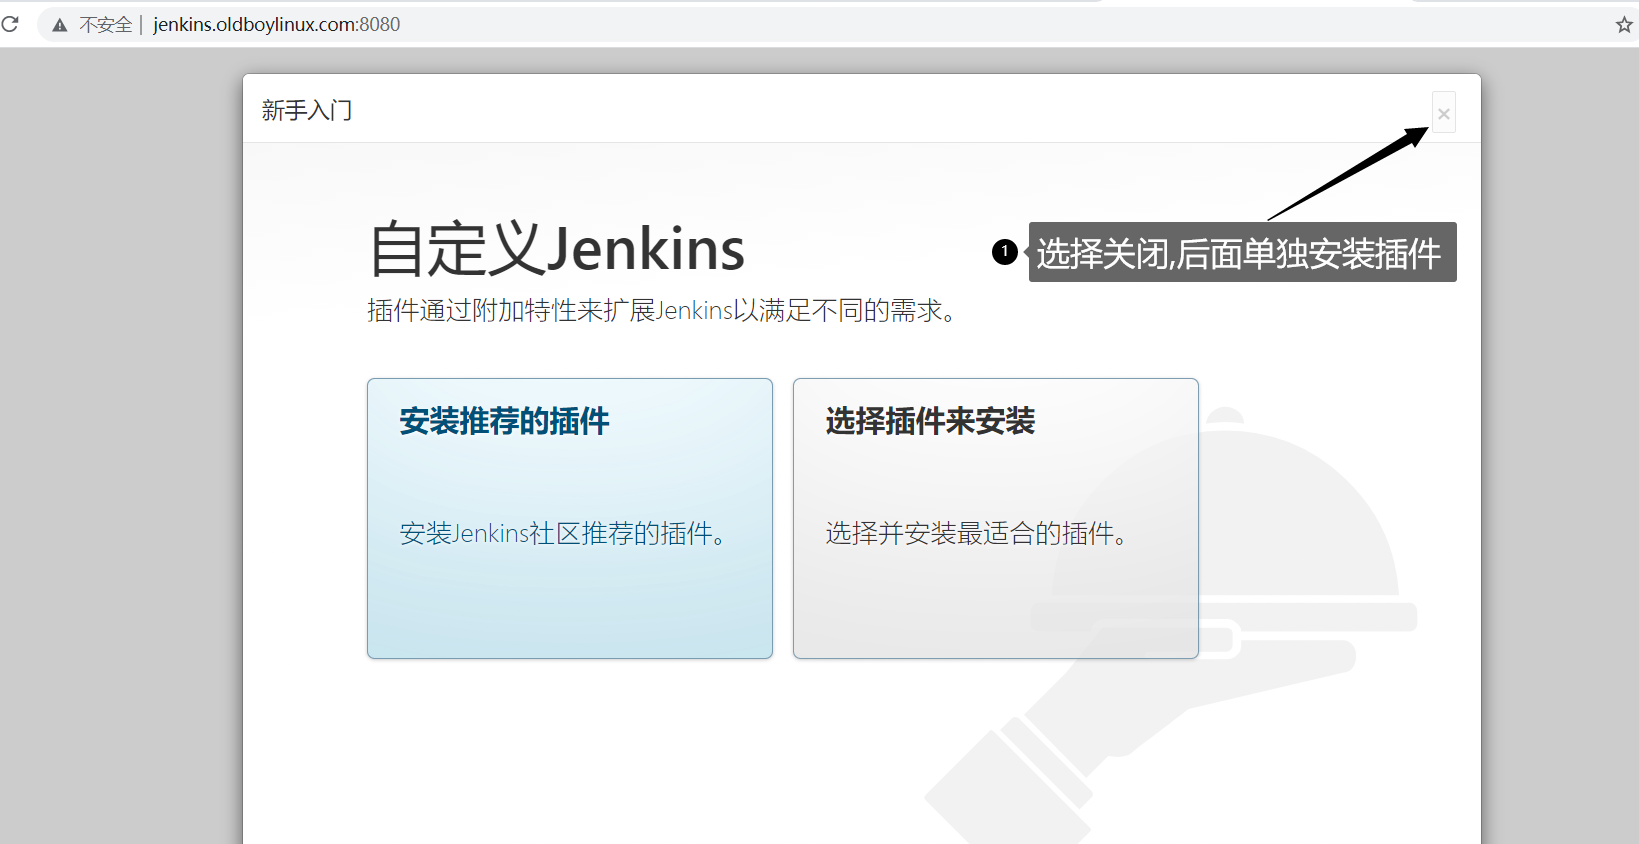 不安全 | jenkins.oldboylinux.com:8080
新手入门
×
自定义Jenkins
1 选择关闭,后面单独安装插件
插件通过附加特性来扩展Jenkins以满足不同的需求。
安装推荐的插件
安装Jenkins社区推荐的插件。
选择插件来安装
选择并安装最适合的插件。